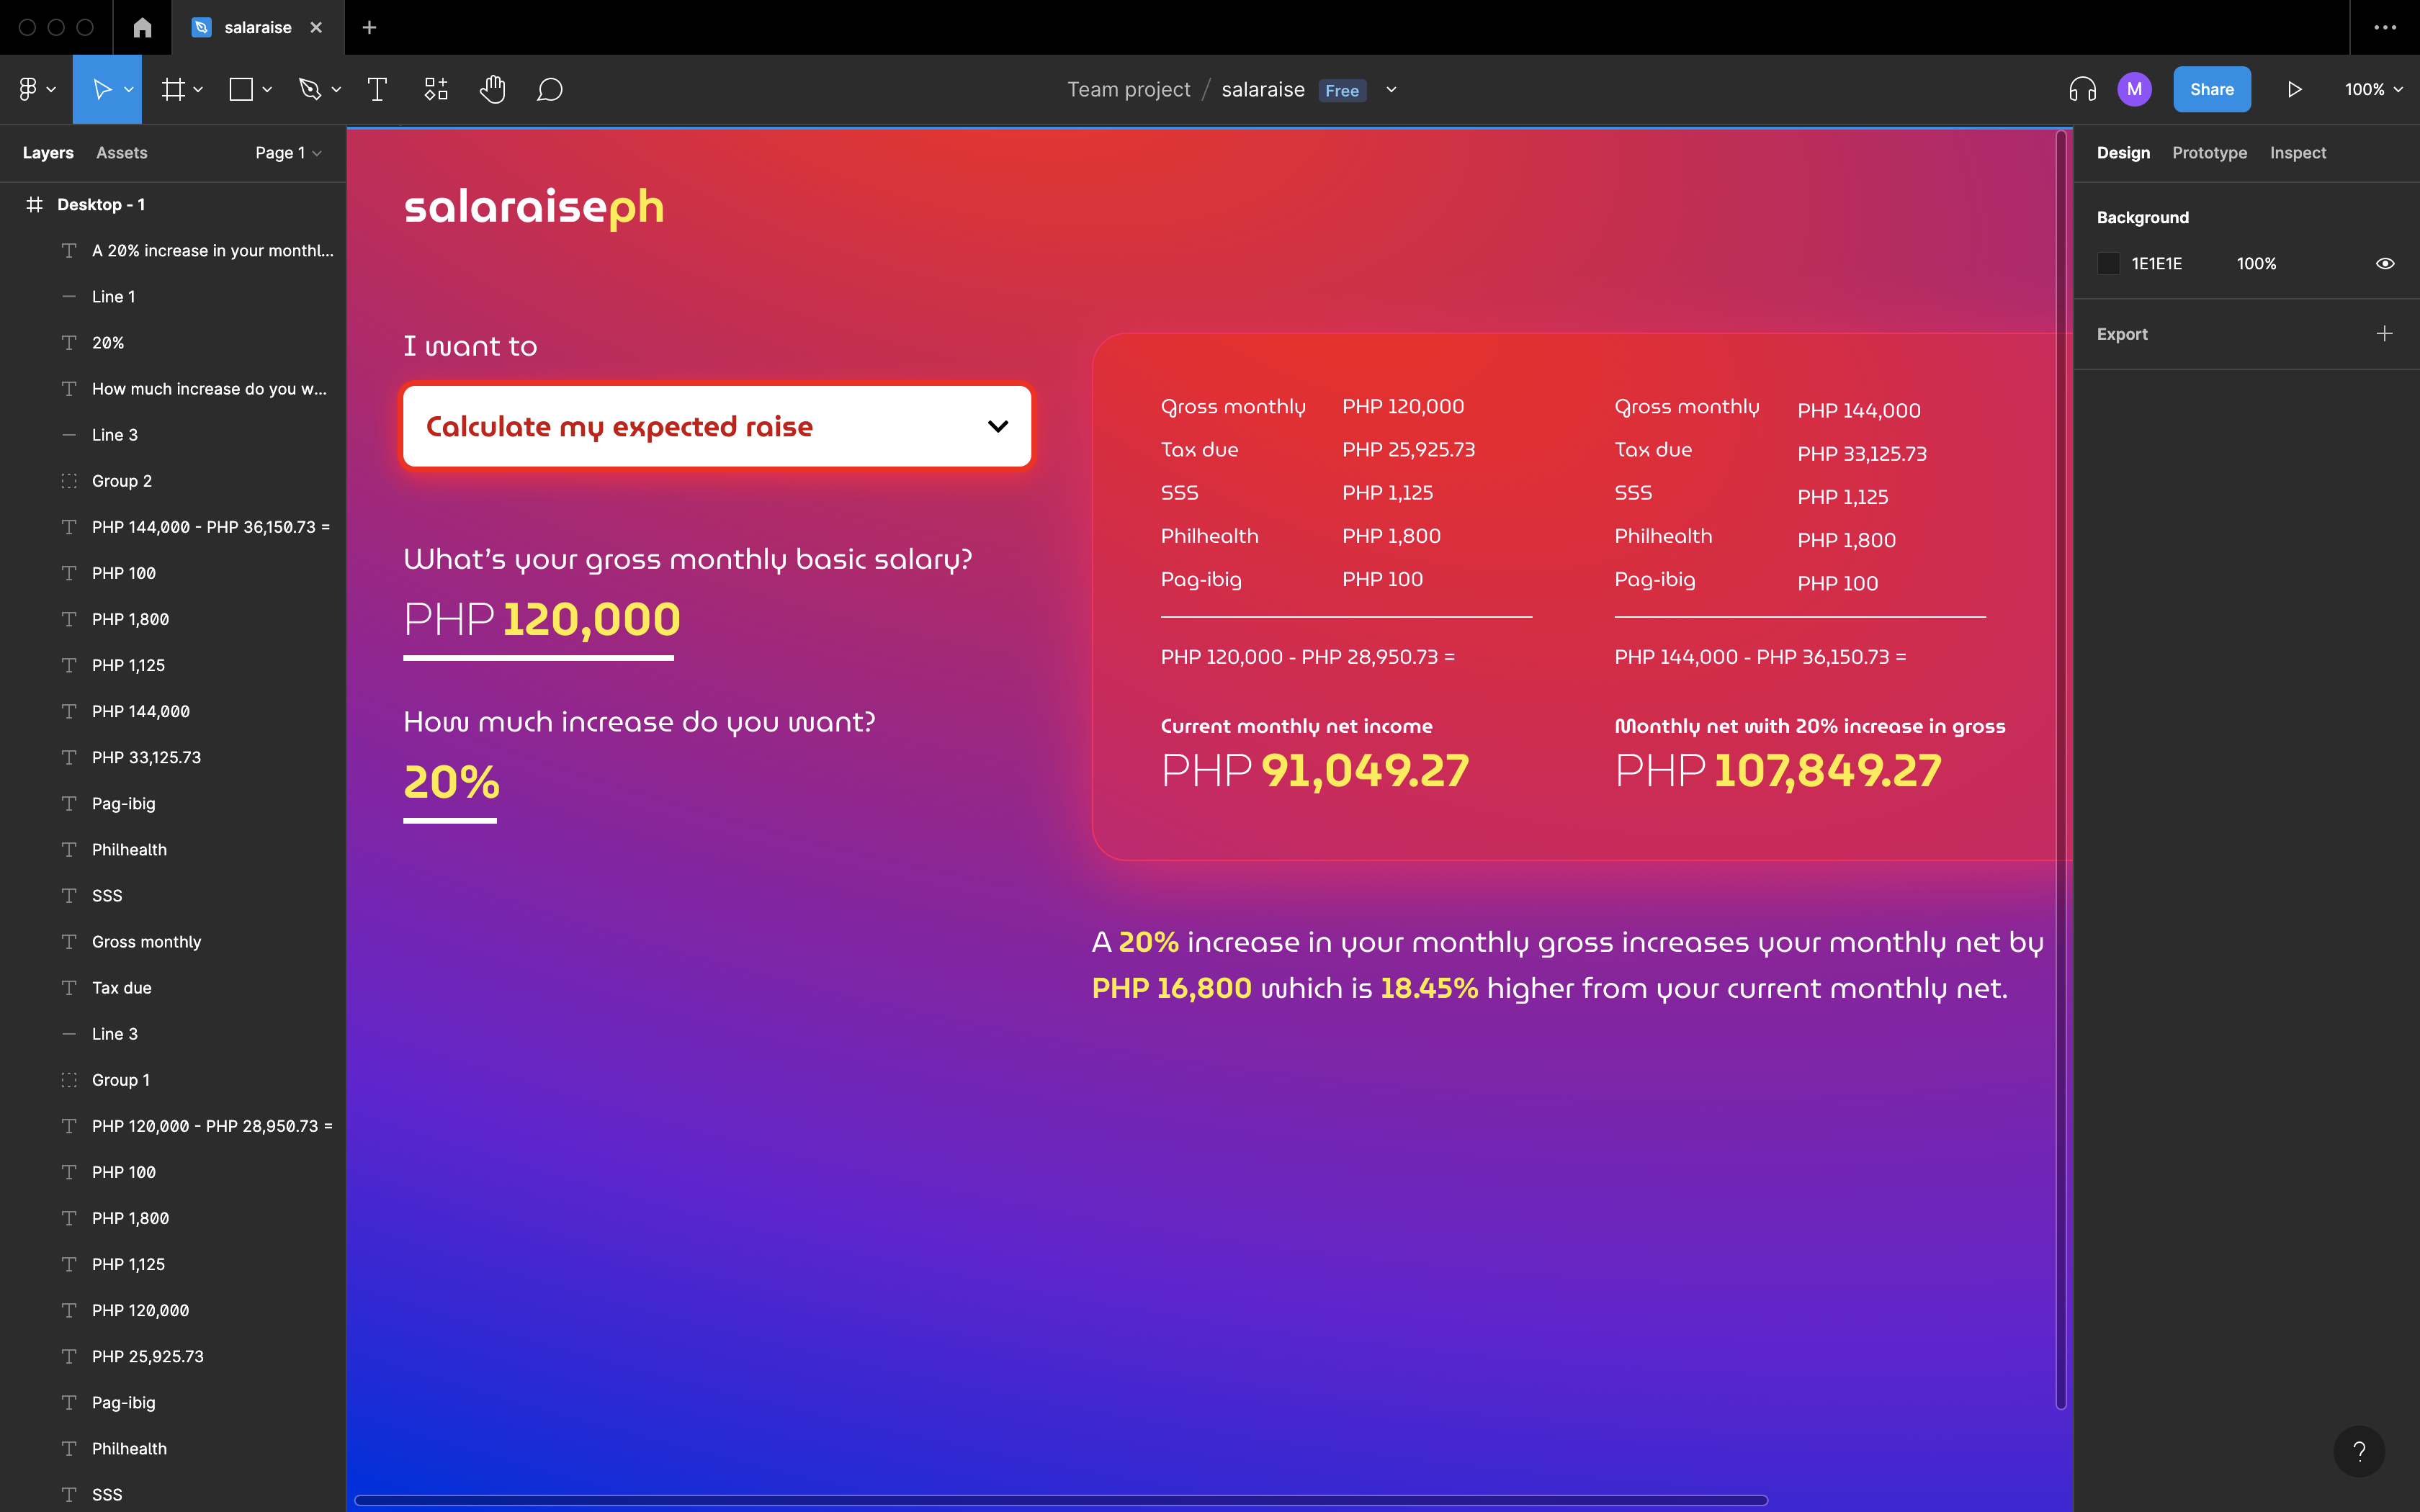 salaraise
Team project / salaraise Free
M
Share
100%
Layers Assets Page 1
Desktop - 1
A 20% increase in your monthl...
Line 1
20%
How much increase do you w...
Line 3
Group 2
PHP 144,000 - PHP 36,150.73 =
PHP 100
PHP 1,800
PHP 1,125
PHP 144,000
PHP 33,125.73
Pag-ibig
Philhealth
SSS
Gross monthly
Tax due
Line 3
Group 1
PHP 120,000 - PHP 28,950.73 =
PHP 100
PHP 1,800
PHP 1,125
PHP 120,000
PHP 25,925.73
Pag-ibig
Philhealth
SSS
salaraiseph
I want to
Calculate my expected raise
What's your gross monthly basic salary?
PHP 120,000
How much increase do you want?
20%
Gross monthly PHP 120,000
Tax due PHP 25,925.73
SSS PHP 1,125
Philhealth PHP 1,800
Pag-ibig PHP 100
PHP 120,000 - PHP 28,950.73 =
Current monthly net income
PHP 91,049.27
Gross monthly PHP 144,000
Tax due PHP 33,125.73
SSS PHP 1,125
Philhealth PHP 1,800
Pag-ibig PHP 100
PHP 144,000 - PHP 36,150.73 =
Monthly net with 20% increase in gross
PHP 107,849.27
A 20% increase in your monthly gross increases your monthly net by
PHP 16,800 which is 18.45% higher from your current monthly net.
Design Prototype Inspect
Background
1E1E1E 100%
Export
?